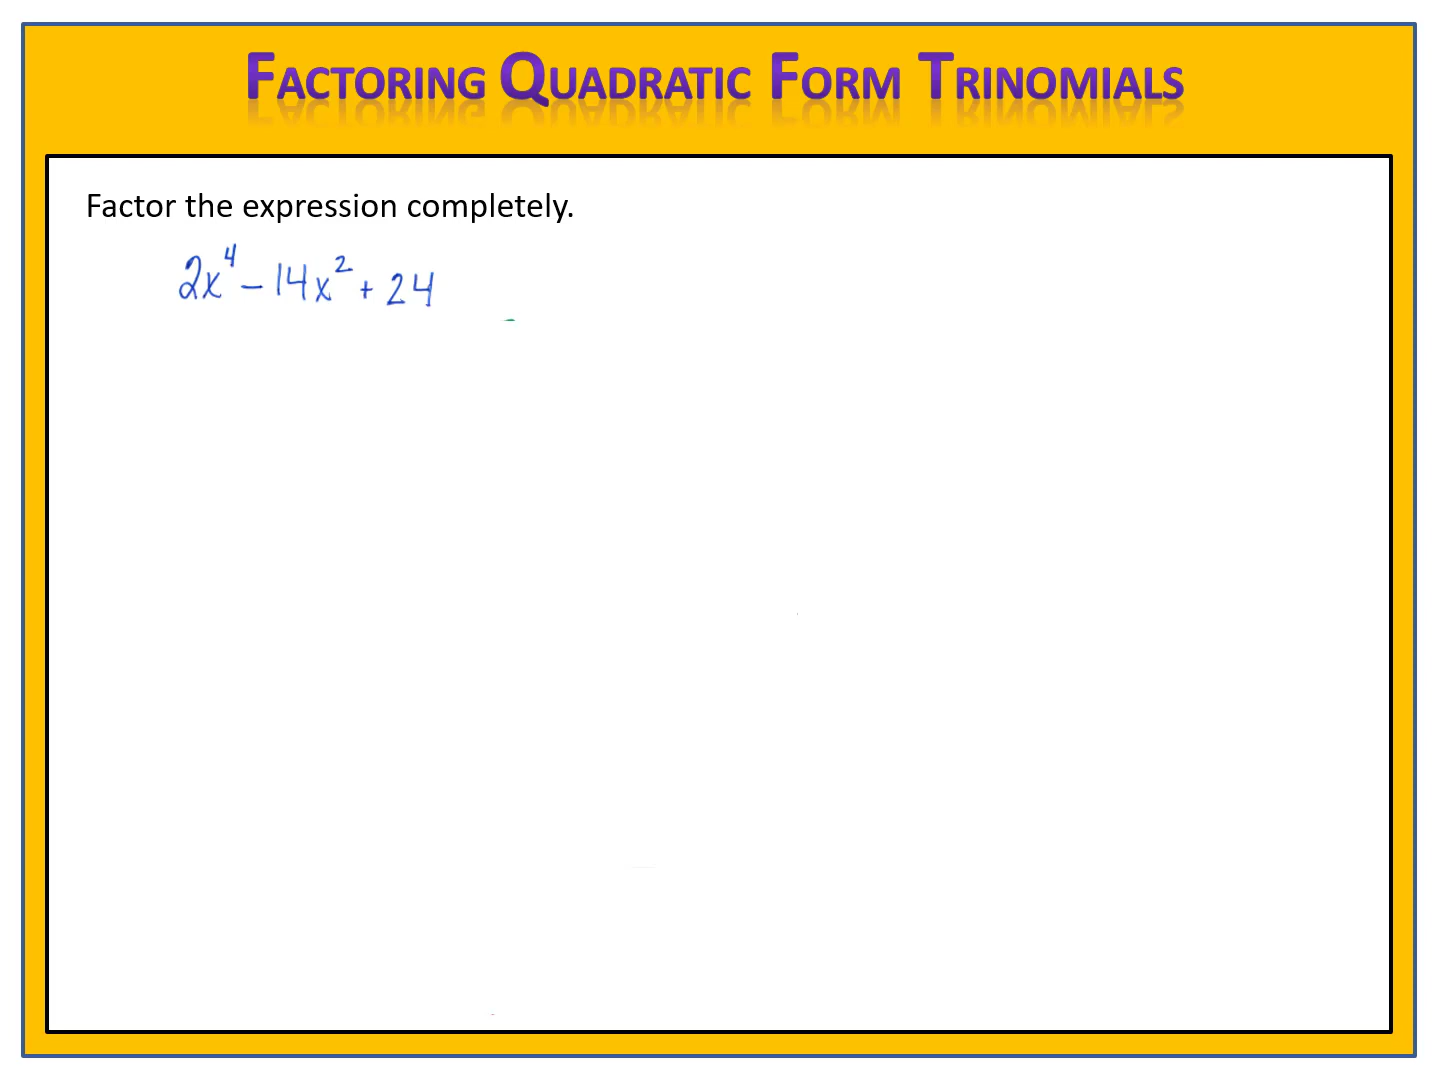 Factoring Quadratic Form Trinomials
Factor the expression completely.
2x⁴ - 14x² + 24